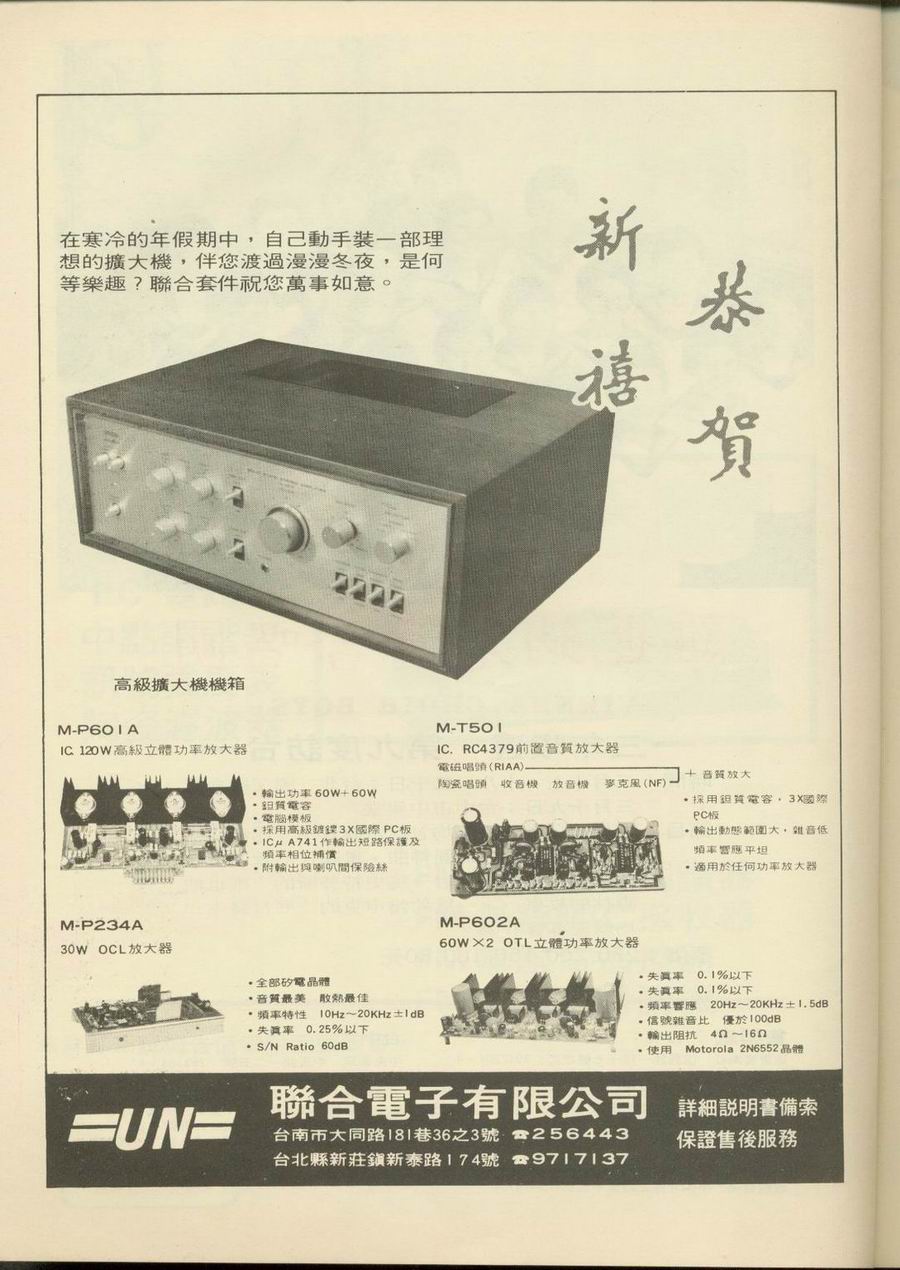 恭賀
新禧
在寒冷的年假期中，自己動手裝一部理
想的擴大機，伴您渡過漫漫冬夜，是何
等樂趣？聯合套件祝您萬事如意。
高級擴大機機箱
M-P601A
IC 120W高級立體功率放大器
• 輸出功率60W+60W
• 鉭質電容
• 電腦模板
• 採用高級鍍鎳3X國際PC板
• ICμA741作輸出短路保護及
頻率相位補償
• 附輸出與喇叭間保險絲
M-T501
IC. RC4379前置音質放大器
電磁唱頭(RIAA)
陶瓷唱頭 收音機 放音機 麥克風(NF)
＋ 音質放大
• 採用鉭質電容，3X國際
PC板
• 輸出動態範圍大，雜音低
頻率響應平坦
• 適用於任何功率放大器
M-P234A
30W OCL放大器
• 全部矽電晶體
• 音質最美 散熱最佳
• 頻率特性 10Hz～20KHz±1dB
• 失眞率 0.25%以下
• S/N Ratio 60dB
M-P602A
60W×2 OTL立體功率放大器
• 失眞率 0.1%以下
• 失眞率 0.1%以下
• 頻率響應 20Hz～20KHz±1.5dB
• 信號雜音比 優於100dB
• 輸出阻抗 4Ω～16Ω
• 使用 Motorola 2N6552晶體
UN
聯合電子有限公司
台南市大同路181巷36之3號 ☎256443
台北縣新莊鎭新泰路174號 ☎9717137
詳細説明書備索
保證售後服務